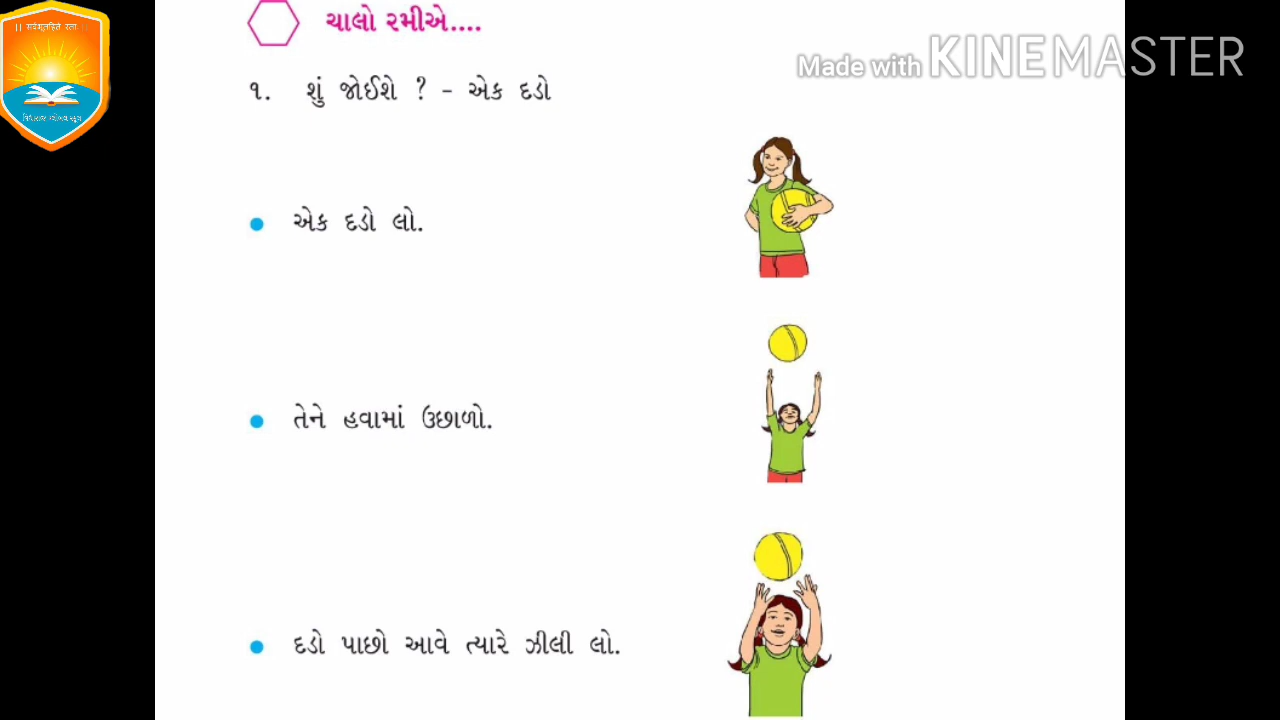 ચાલો રમીએ....
Made with KINEMASTER
૧. શું જોઈશે ? - એક દડો
એક દડો લો.
તેને હવામાં ઉછાળો.
દડો પાછો આવે ત્યારે ઝીલી લો.